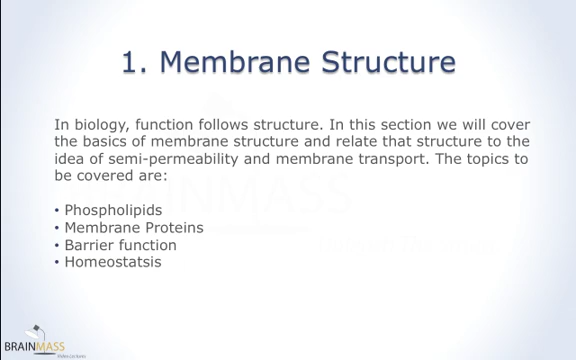 1. Membrane Structure
In biology, function follows structure. In this section we will cover
the basics of membrane structure and relate that structure to the
idea of semi-permeability and membrane transport. The topics to
be covered are:
• Phospholipids
• Membrane Proteins
• Barrier function
• Homeostatsis
BRAINMASS
BRAINMASS